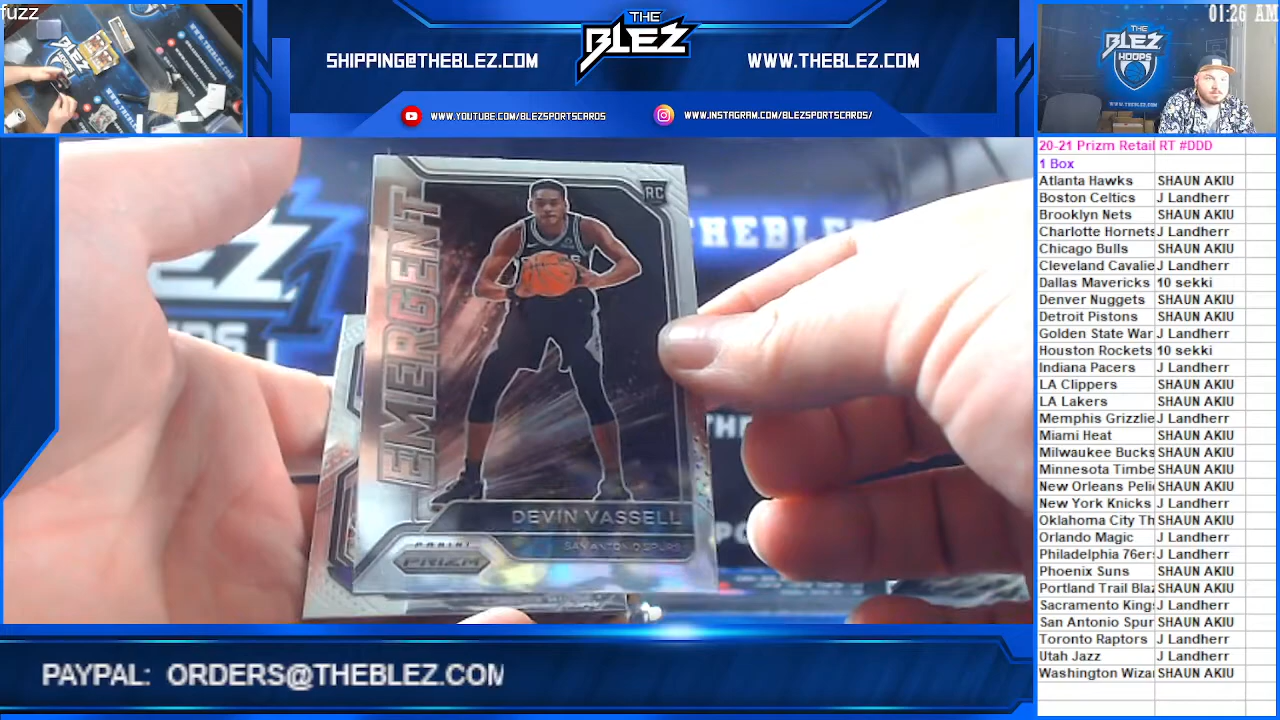 fuzz
SHIPPING@THEBLEZ.COM
THE
BLEZ
WWW.THEBLEZ.COM
WWW.YOUTUBE.COM/BLEZSPORTSCARDS
WWW.INSTAGRAM.COM/BLEZSPORTSCARDS/
01:26 AM
THE
BLEZ
HOOPS
20-21 Prizm Retail RT #DDD
1 Box
Atlanta Hawks SHAUN AKIU
Boston Celtics J Landherr
Brooklyn Nets SHAUN AKIU
Charlotte Hornets J Landherr
Chicago Bulls SHAUN AKIU
Cleveland Cavalie J Landherr
Dallas Mavericks 10 sekki
Denver Nuggets SHAUN AKIU
Detroit Pistons SHAUN AKIU
Golden State War J Landherr
Houston Rockets 10 sekki
Indiana Pacers J Landherr
LA Clippers SHAUN AKIU
LA Lakers SHAUN AKIU
Memphis Grizzlie J Landherr
Miami Heat SHAUN AKIU
Milwaukee Bucks SHAUN AKIU
Minnesota Timbe SHAUN AKIU
New Orleans Peli SHAUN AKIU
New York Knicks J Landherr
Oklahoma City Th SHAUN AKIU
Orlando Magic J Landherr
Philadelphia 76er J Landherr
Phoenix Suns SHAUN AKIU
Portland Trail Blaz SHAUN AKIU
Sacramento King J Landherr
San Antonio Spur SHAUN AKIU
Toronto Raptors J Landherr
Utah Jazz J Landherr
Washington Wiza SHAUN AKIU
EMERGENT
RC
DEVIN VASSELL
SAN ANTONIO SPURS
PANINI
PRIZM
THEBLE
PAYPAL: ORDERS@THEBLEZ.COM